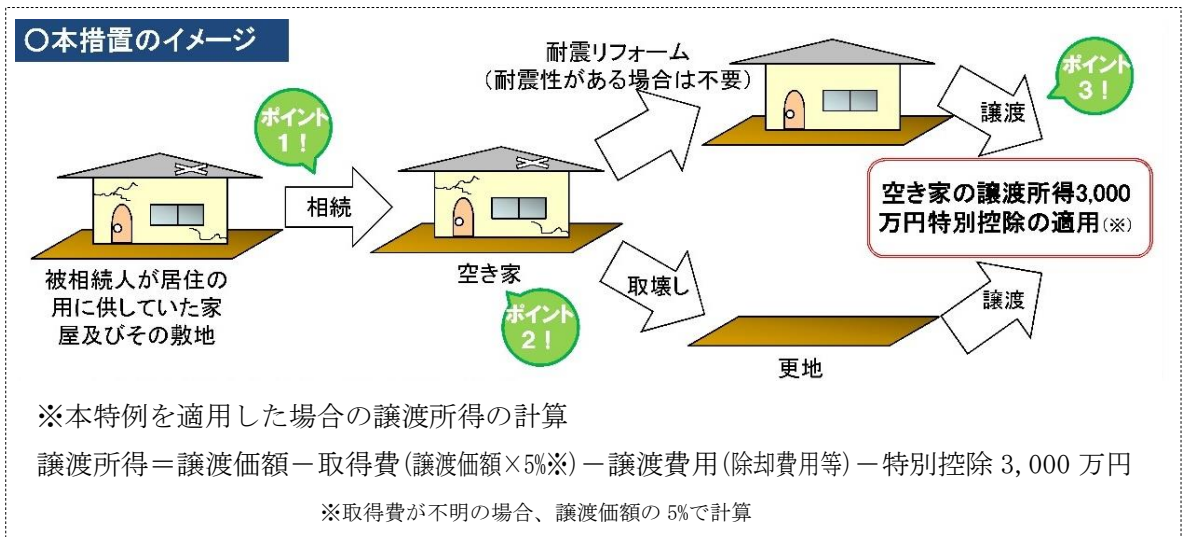 〇本措置のイメージ
耐震リフォーム
(耐震性がある場合は不要)
ポイント
1！
ポイント
3！
譲渡
相続
空き家の譲渡所得3,000
万円特別控除の適用(※)
被相続人が居住の
用に供していた家
屋及びその敷地
空き家
ポイント
2！
取壊し
譲渡
更地
※本特例を適用した場合の譲渡所得の計算
譲渡所得＝譲渡価額－取得費(譲渡価額×5%※)－譲渡費用(除却費用等)－特別控除 3,000 万円
※取得費が不明の場合、譲渡価額の 5%で計算